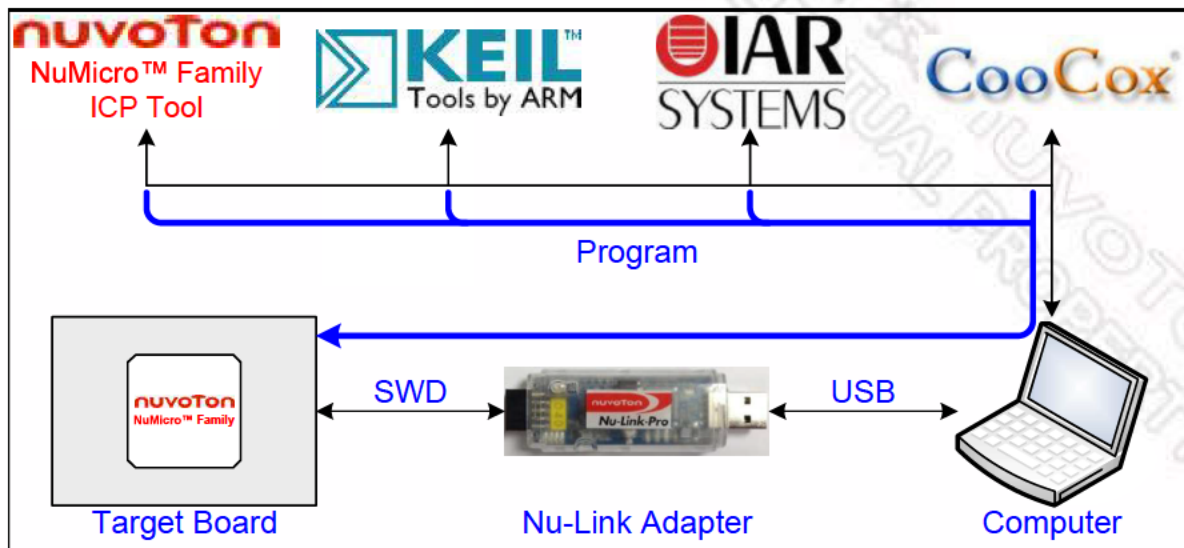 nuvoTon
NuMicro™ Family
ICP Tool
KEIL™
Tools by ARM
IAR
SYSTEMS
CooCox®
Program
nuvoTon
NuMicro™ Family
SWD
nuvoTon
Nu-Link-Pro
USB
Target Board
Nu-Link Adapter
Computer